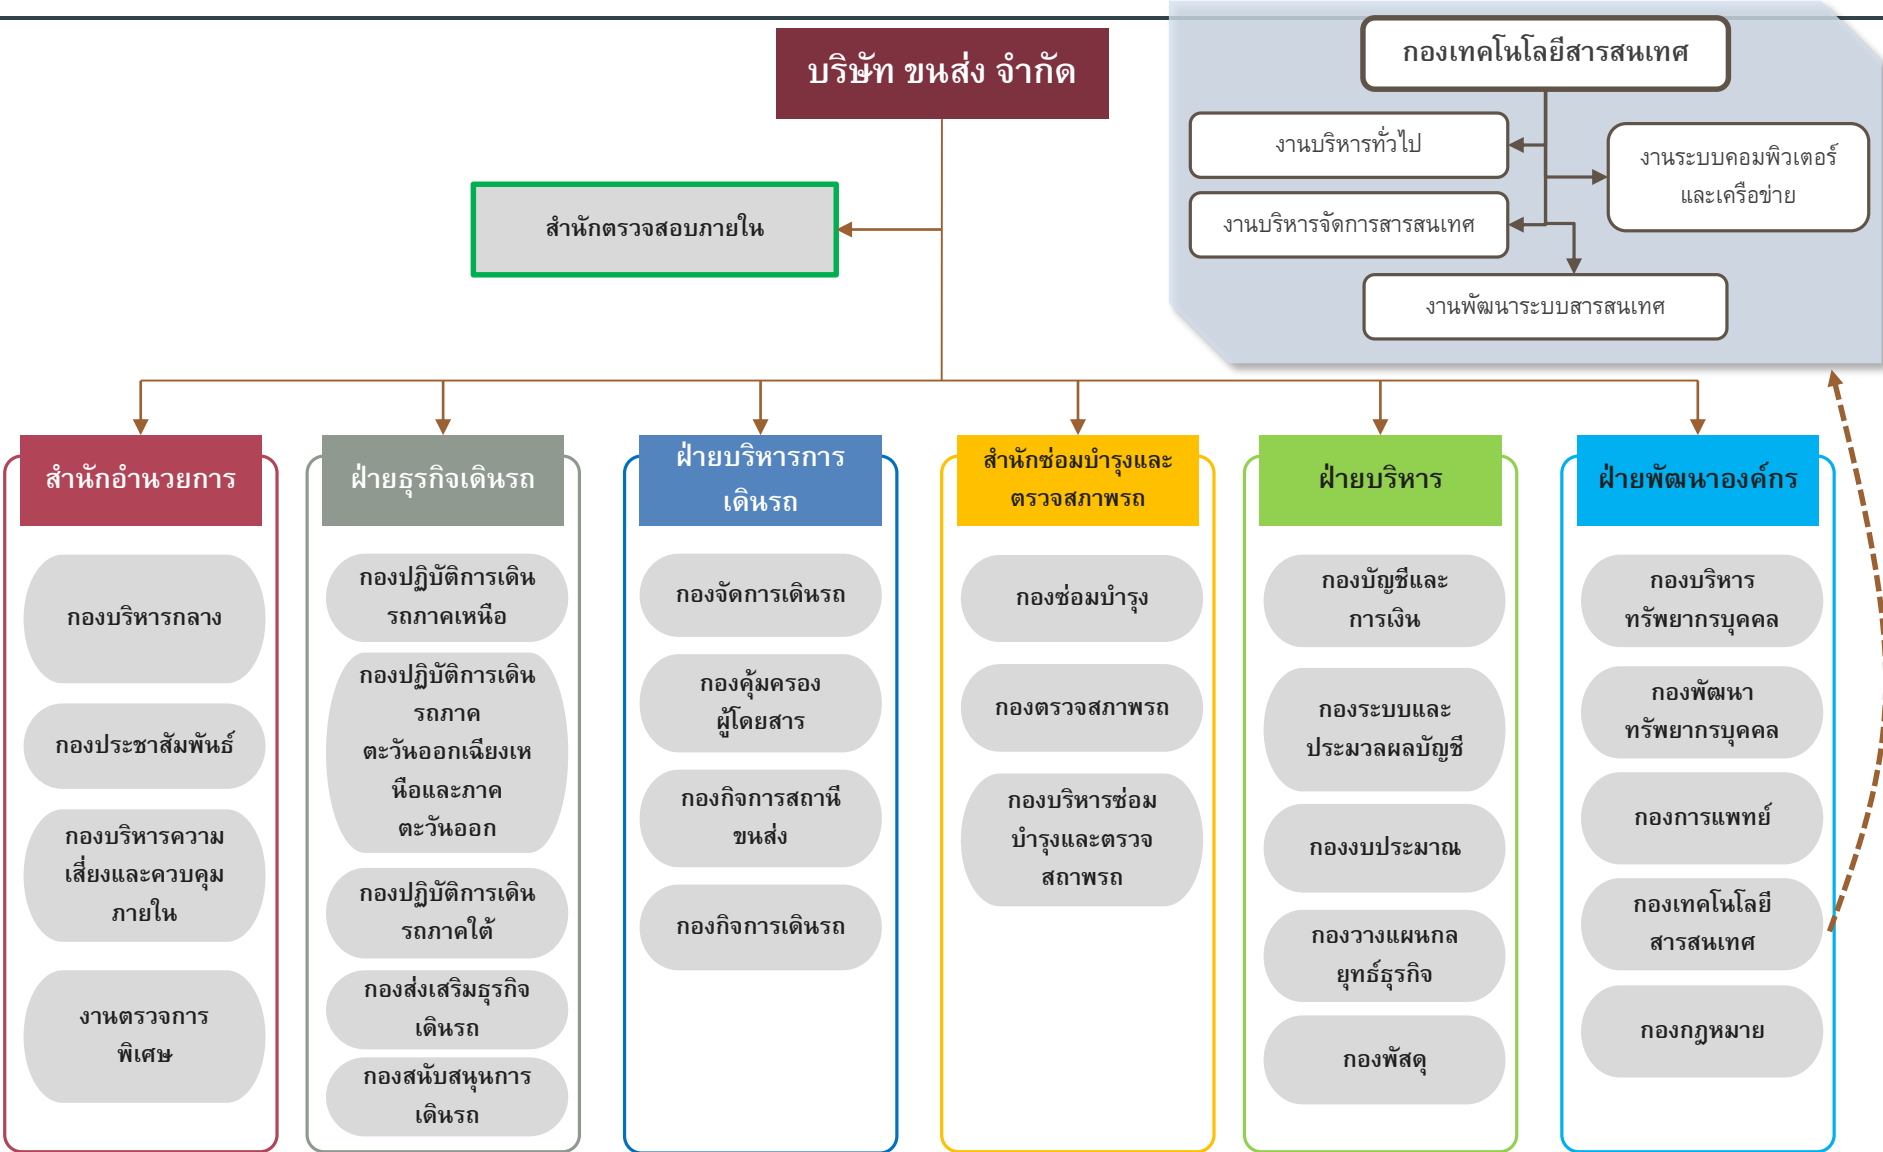 บริษัท ขนส่ง จำกัด
กองเทคโนโลยีสารสนเทศ
งานบริหารทั่วไป
งานระบบคอมพิวเตอร์
และเครือข่าย
งานบริหารจัดการสารสนเทศ
งานพัฒนาระบบสารสนเทศ
สำนักตรวจสอบภายใน
สำนักอำนวยการ
กองบริหารกลาง
กองประชาสัมพันธ์
กองบริหารความ
เสี่ยงและควบคุม
ภายใน
งานตรวจการ
พิเศษ
ฝ่ายธุรกิจเดินรถ
กองปฏิบัติการเดิน
รถภาคเหนือ
กองปฏิบัติการเดิน
รถภาค
ตะวันออกเฉียงเห
นือและภาค
ตะวันออก
กองปฏิบัติการเดิน
รถภาคใต้
กองส่งเสริมธุรกิจ
เดินรถ
กองสนับสนุนการ
เดินรถ
ฝ่ายบริหารการ
เดินรถ
กองจัดการเดินรถ
กองคุ้มครอง
ผู้โดยสาร
กองกิจการสถานี
ขนส่ง
กองกิจการเดินรถ
สำนักซ่อมบำรุงและ
ตรวจสภาพรถ
กองซ่อมบำรุง
กองตรวจสภาพรถ
กองบริหารซ่อม
บำรุงและตรวจ
สถาพรถ
ฝ่ายบริหาร
กองบัญชีและ
การเงิน
กองระบบและ
ประมวลผลบัญชี
กองงบประมาณ
กองวางแผนกล
ยุทธ์ธุรกิจ
กองพัสดุ
ฝ่ายพัฒนาองค์กร
กองบริหาร
ทรัพยากรบุคคล
กองพัฒนา
ทรัพยากรบุคคล
กองการแพทย์
กองเทคโนโลยี
สารสนเทศ
กองกฎหมาย